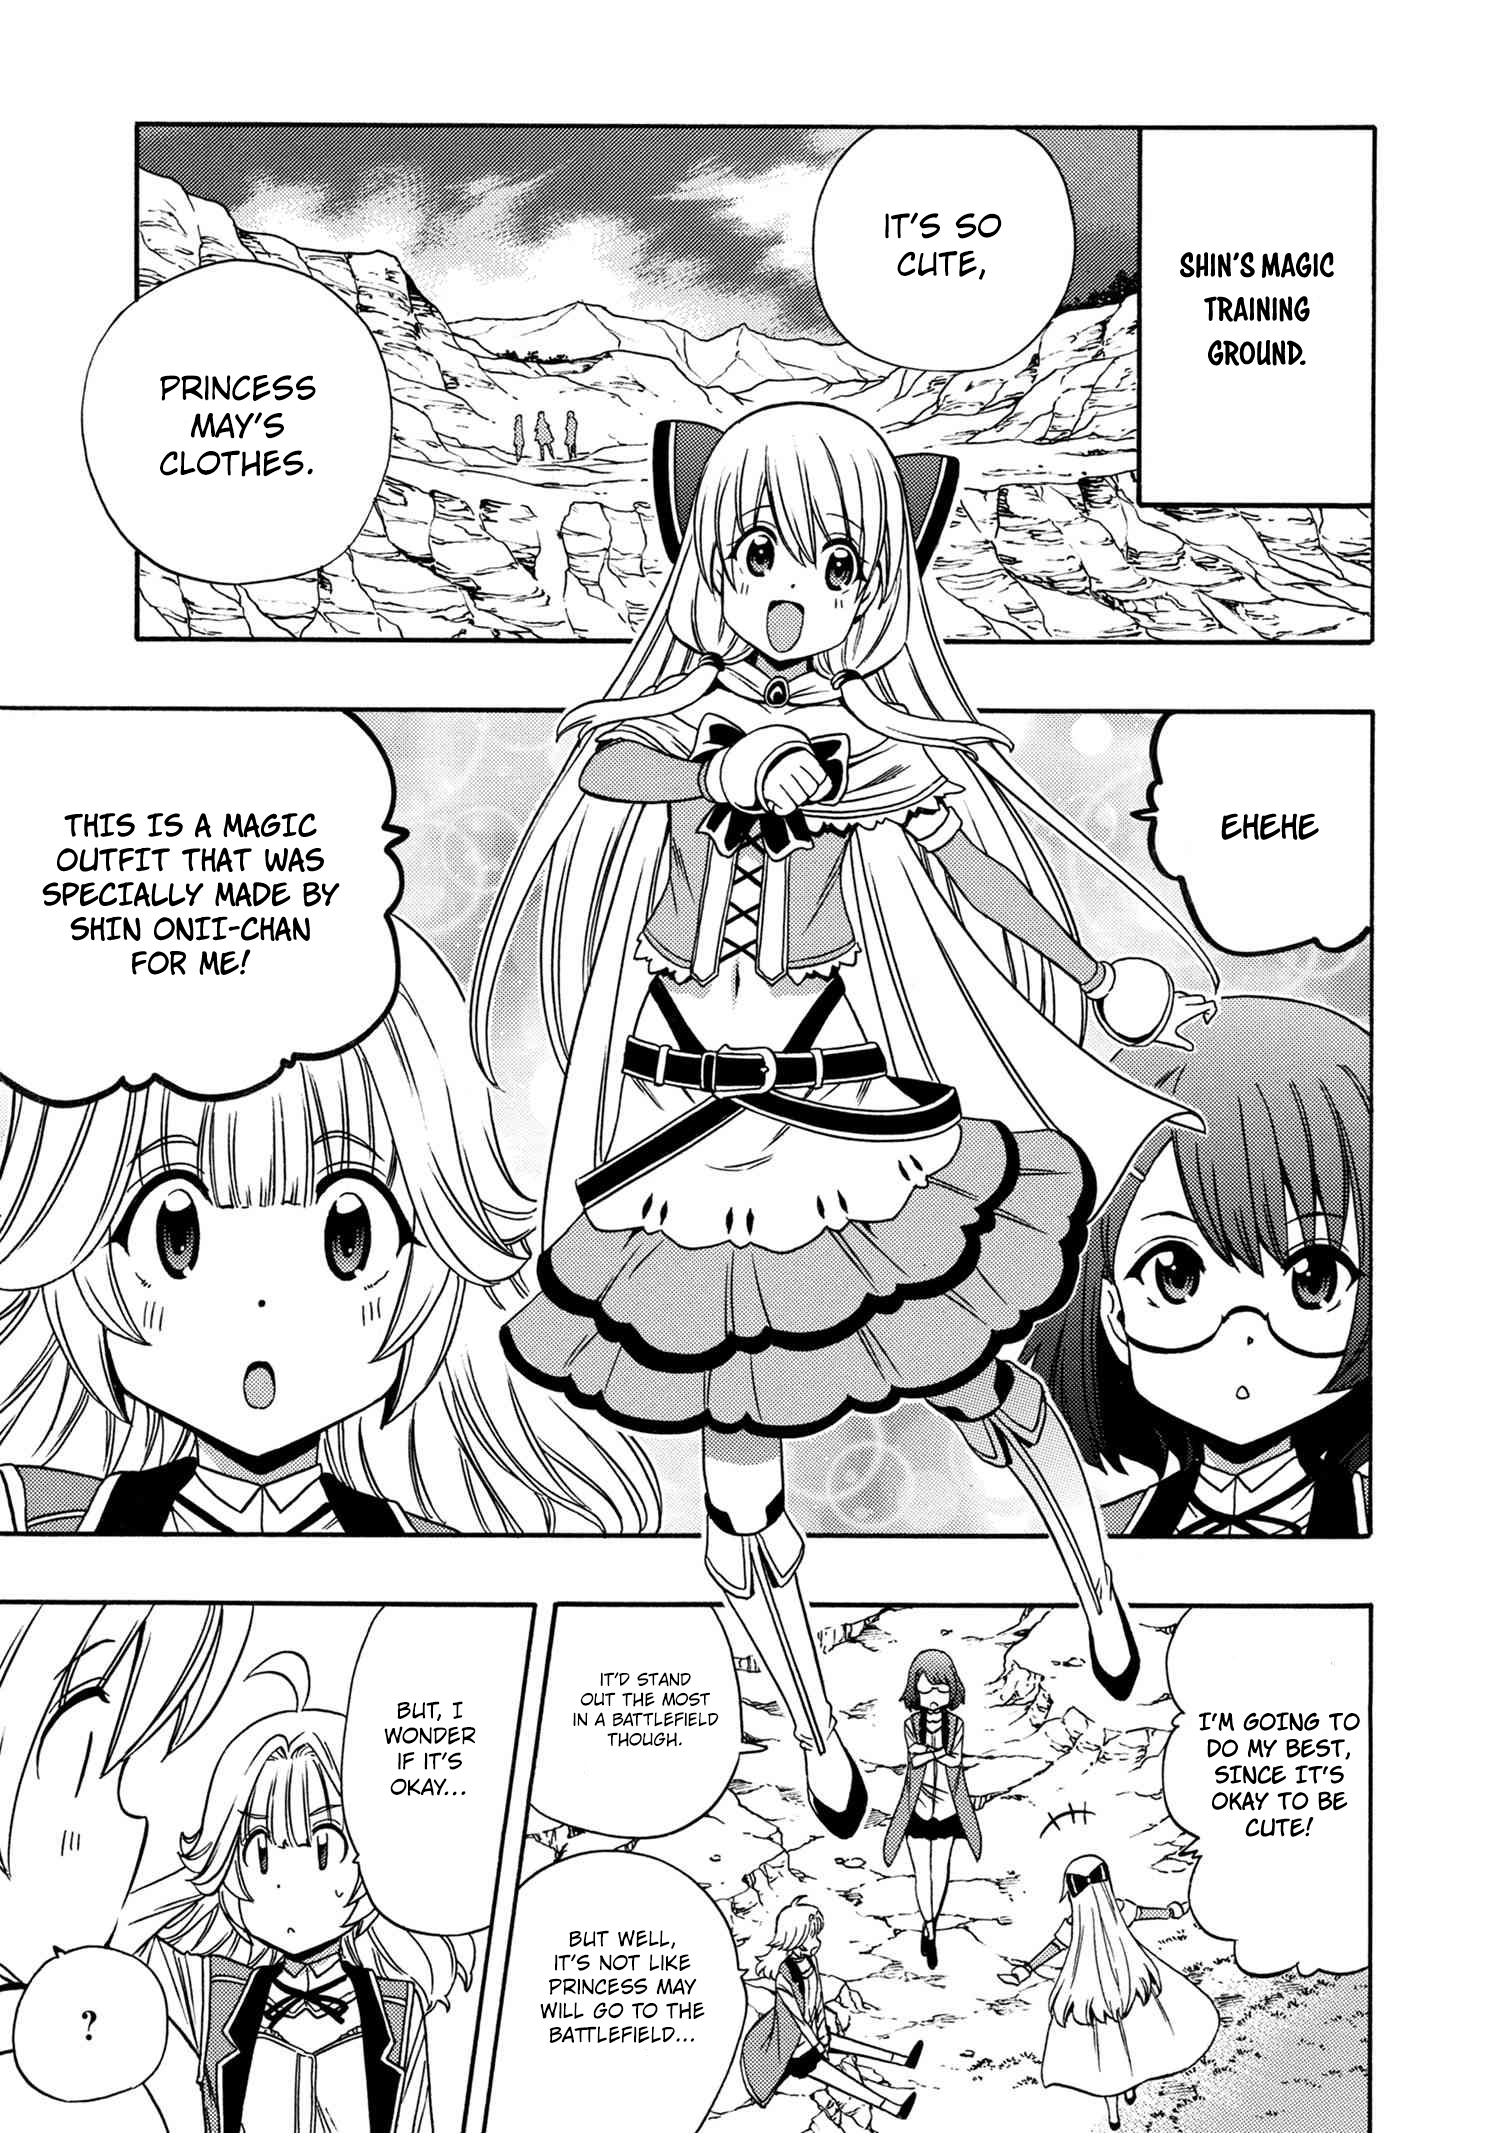 SHIN'S MAGIC
TRAINING
GROUND.
IT'S SO
CUTE,
PRINCESS
MAY'S
CLOTHES.
EHEHE
THIS IS A MAGIC
OUTFIT THAT WAS
SPECIALLY MADE BY
SHIN ONII-CHAN
FOR ME!
I'M GOING TO
DO MY BEST,
SINCE IT'S
OKAY TO BE
CUTE!
IT'D STAND
OUT THE MOST
IN A BATTLEFIELD
THOUGH.
BUT WELL,
IT'S NOT LIKE
PRINCESS MAY
WILL GO TO THE
BATTLEFIELD...
BUT, I
WONDER
IF IT'S
OKAY...
?